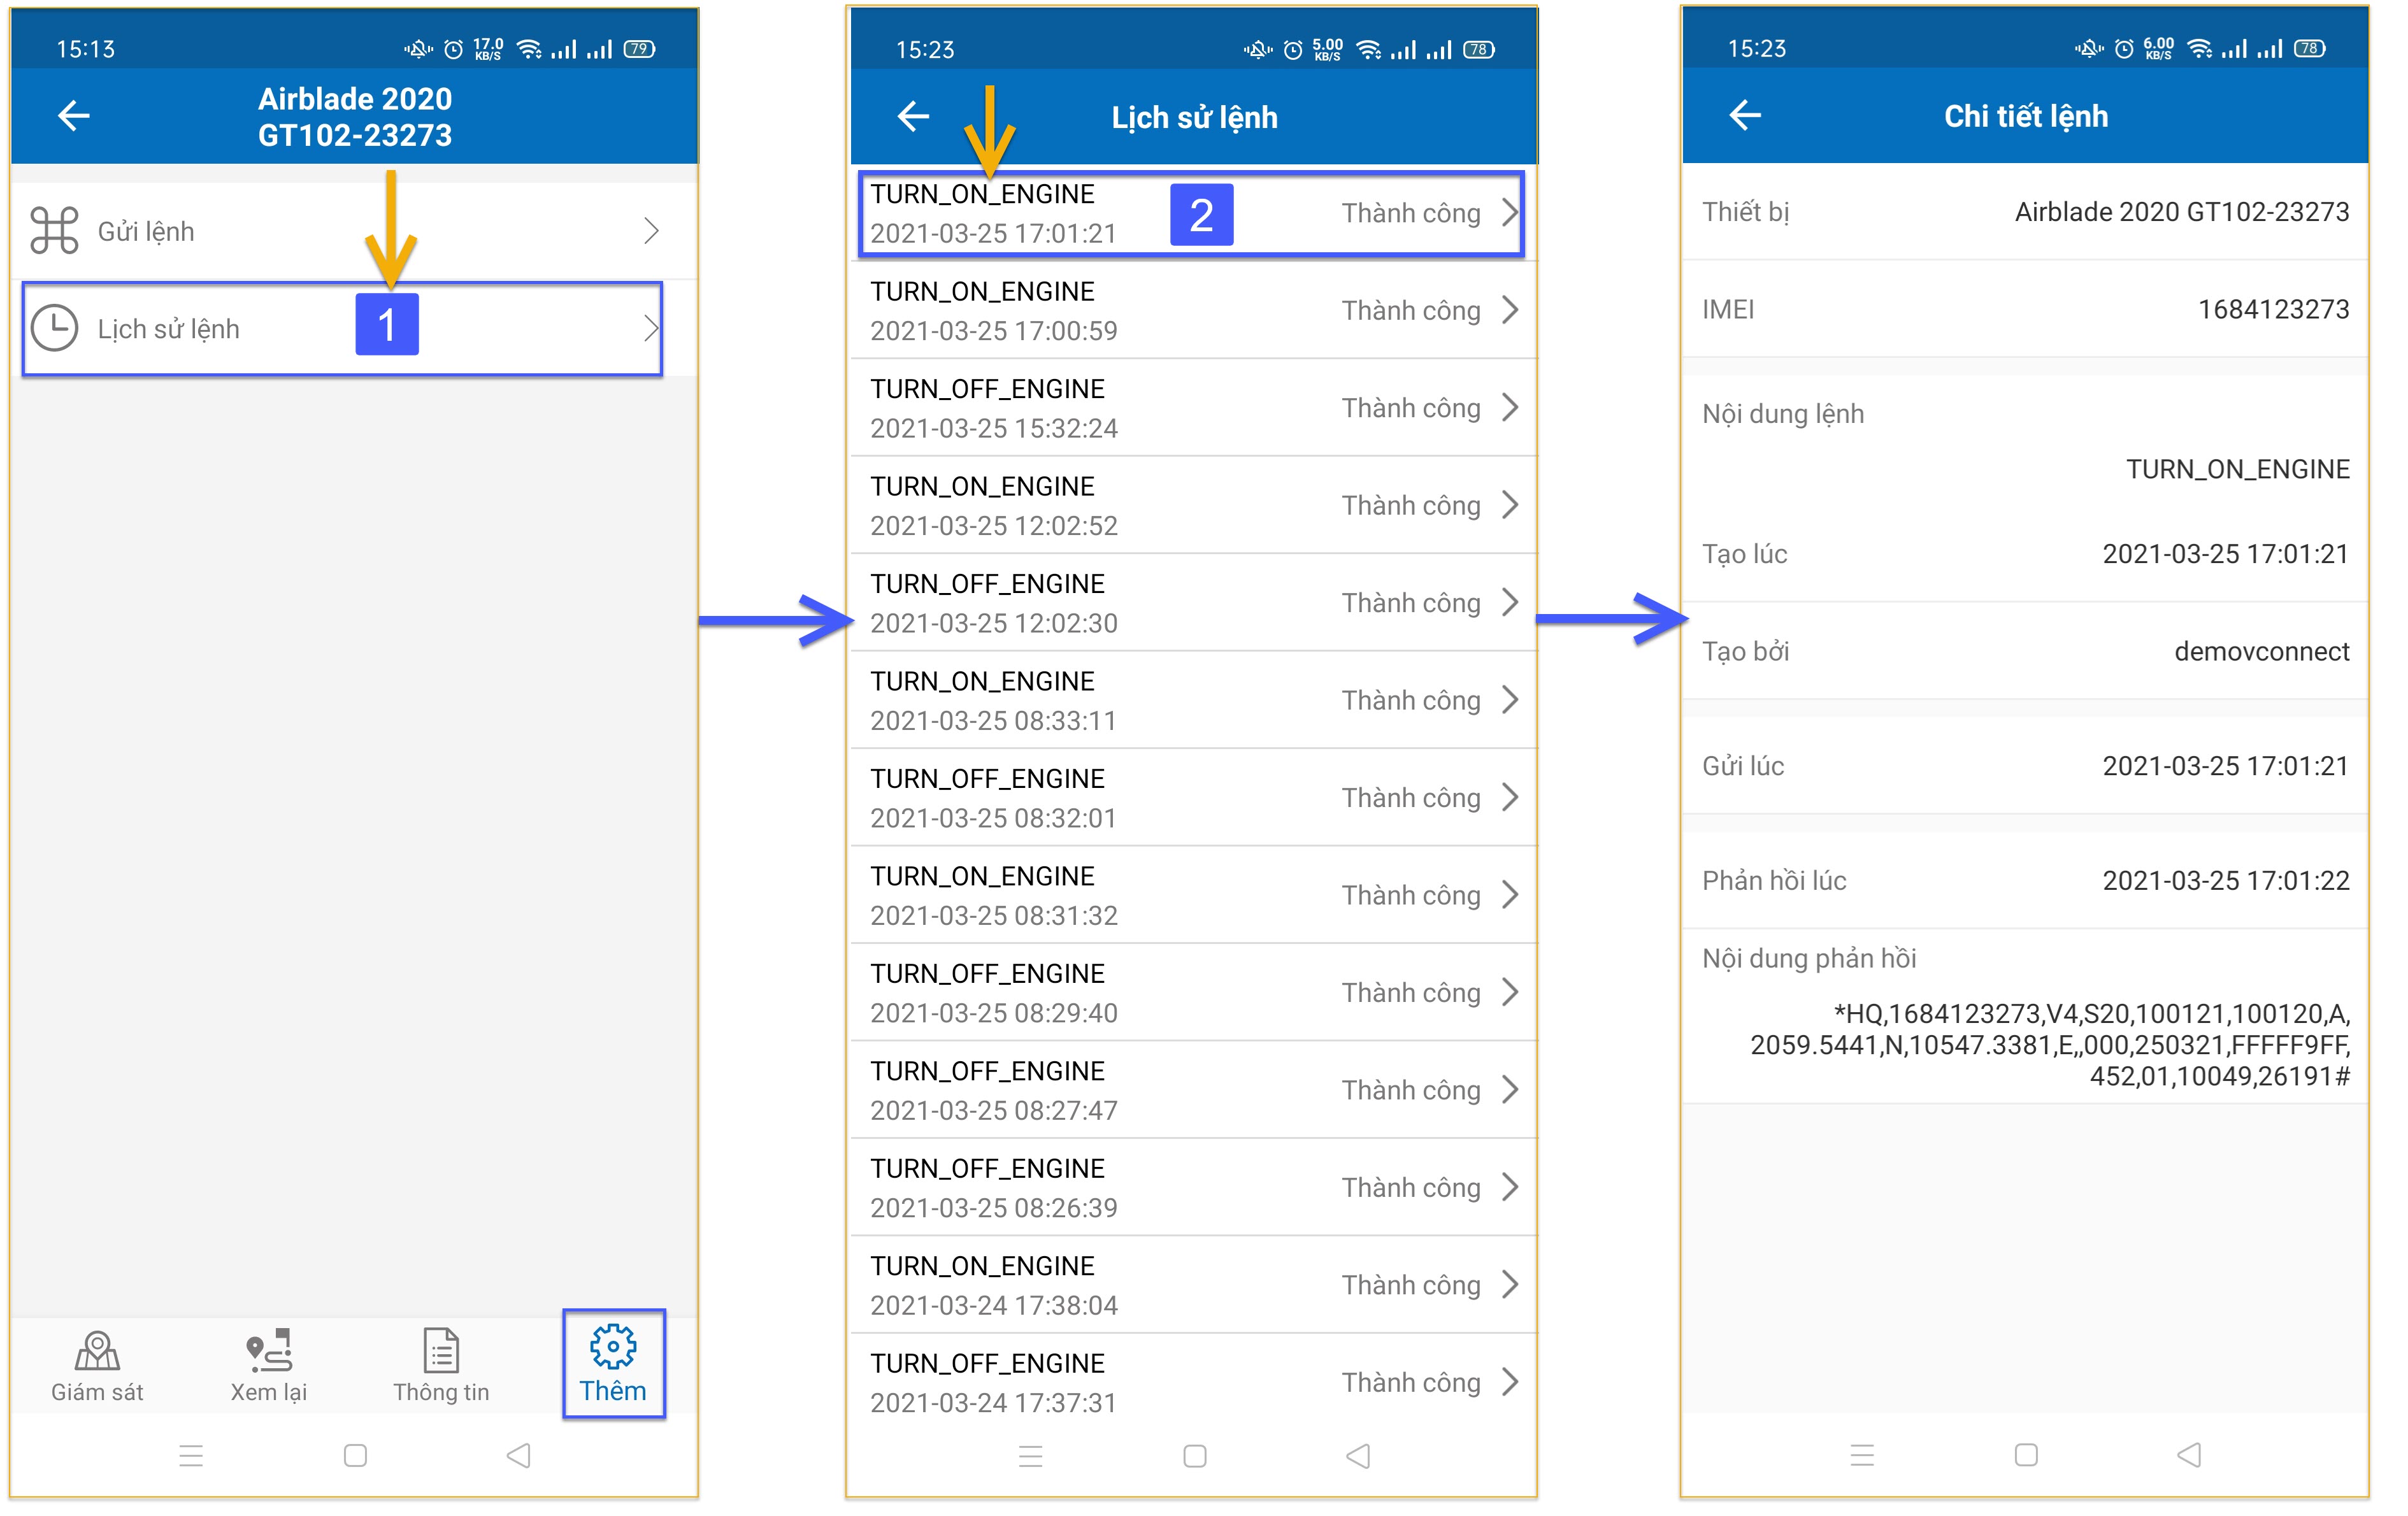 15:13
17.0
KB/S
79
Airblade 2020
GT102-23273
Gửi lệnh
Lịch sử lệnh
1
Giám sát
Xem lại
Thông tin
Thêm
15:23
5.00
KB/S
78
Lịch sử lệnh
TURN_ON_ENGINE
2021-03-25 17:01:21
2
Thành công
TURN_ON_ENGINE
2021-03-25 17:00:59
Thành công
TURN_OFF_ENGINE
2021-03-25 15:32:24
Thành công
TURN_ON_ENGINE
2021-03-25 12:02:52
Thành công
TURN_OFF_ENGINE
2021-03-25 12:02:30
Thành công
TURN_ON_ENGINE
2021-03-25 08:33:11
Thành công
TURN_OFF_ENGINE
2021-03-25 08:32:01
Thành công
TURN_ON_ENGINE
2021-03-25 08:31:32
Thành công
TURN_OFF_ENGINE
2021-03-25 08:29:40
Thành công
TURN_OFF_ENGINE
2021-03-25 08:27:47
Thành công
TURN_OFF_ENGINE
2021-03-25 08:26:39
Thành công
TURN_ON_ENGINE
2021-03-24 17:38:04
Thành công
TURN_OFF_ENGINE
2021-03-24 17:37:31
Thành công
15:23
6.00
KB/S
78
Chi tiết lệnh
Thiết bị Airblade 2020 GT102-23273
IMEI 1684123273
Nội dung lệnh
TURN_ON_ENGINE
Tạo lúc 2021-03-25 17:01:21
Tạo bởi demovconnect
Gửi lúc 2021-03-25 17:01:21
Phản hồi lúc 2021-03-25 17:01:22
Nội dung phản hồi
*HQ,1684123273,V4,S20,100121,100120,A,
2059.5441,N,10547.3381,E,,000,250321,FFFFF9FF,
452,01,10049,26191#